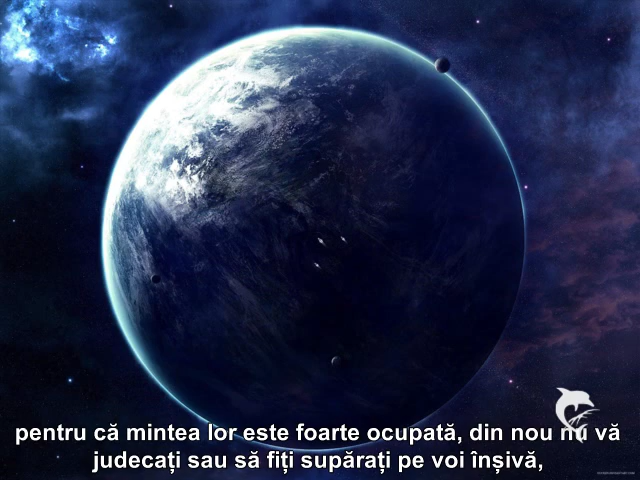 pentru că mintea lor este foarte ocupată, din nou nu vă
judecați sau să fiți supărați pe voi înșivă,